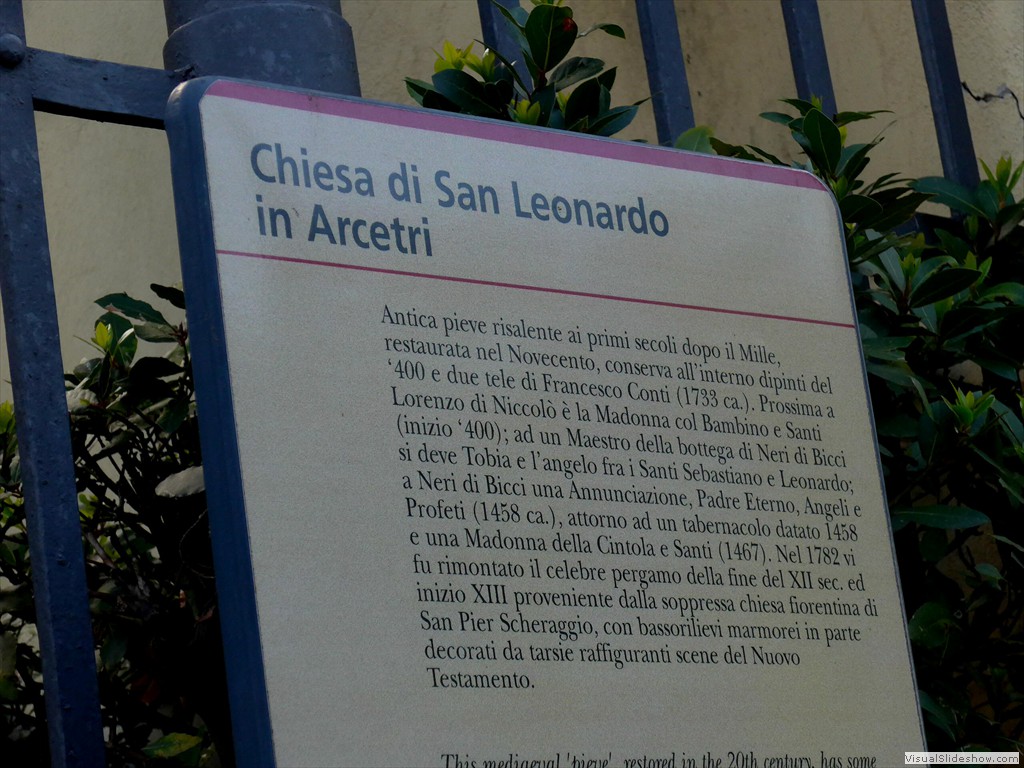 Chiesa di San Leonardo
in Arcetri
Antica pieve risalente ai primi secoli dopo il Mille,
restaurata nel Novecento, conserva all'interno dipinti del
‘400 e due tele di Francesco Conti (1733 ca.). Prossima a
Lorenzo di Niccolò è la Madonna col Bambino e Santi
(inizio ‘400); ad un Maestro della bottega di Neri di Bicci
si deve Tobia e l'angelo fra i Santi Sebastiano e Leonardo;
a Neri di Bicci una Annunciazione, Padre Eterno, Angeli e
Profeti (1458 ca.), attorno ad un tabernacolo datato 1458
e una Madonna della Cintola e Santi (1467). Nel 1782 vi
fu rimontato il celebre pergamo della fine del XII sec. ed
inizio XIII proveniente dalla soppressa chiesa fiorentina di
San Pier Scheraggio, con bassorilievi marmorei in parte
decorati da tarsie raffiguranti scene del Nuovo
Testamento.
This mediaeval 'pieve', restored in the 20th century, has some
VisualSlideshow.com